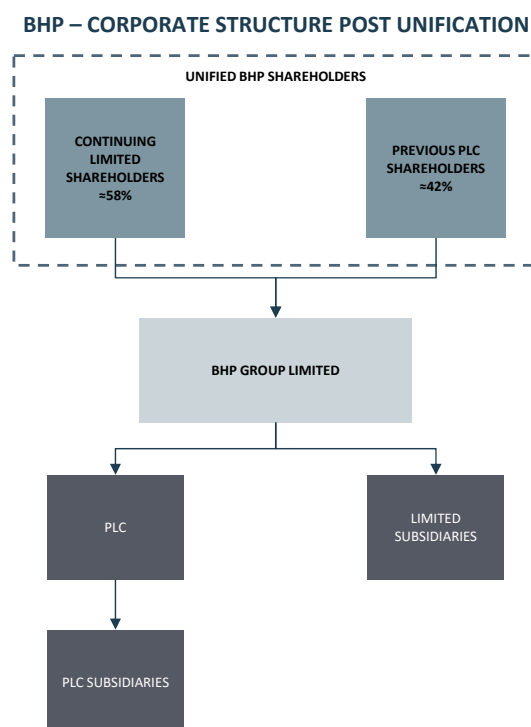 BHP – CORPORATE STRUCTURE POST UNIFICATION
UNIFIED BHP SHAREHOLDERS
CONTINUING
LIMITED
SHAREHOLDERS
≈58%
PREVIOUS PLC
SHAREHOLDERS
≈42%
BHP GROUP LIMITED
PLC
LIMITED
SUBSIDIARIES
PLC SUBSIDIARIES